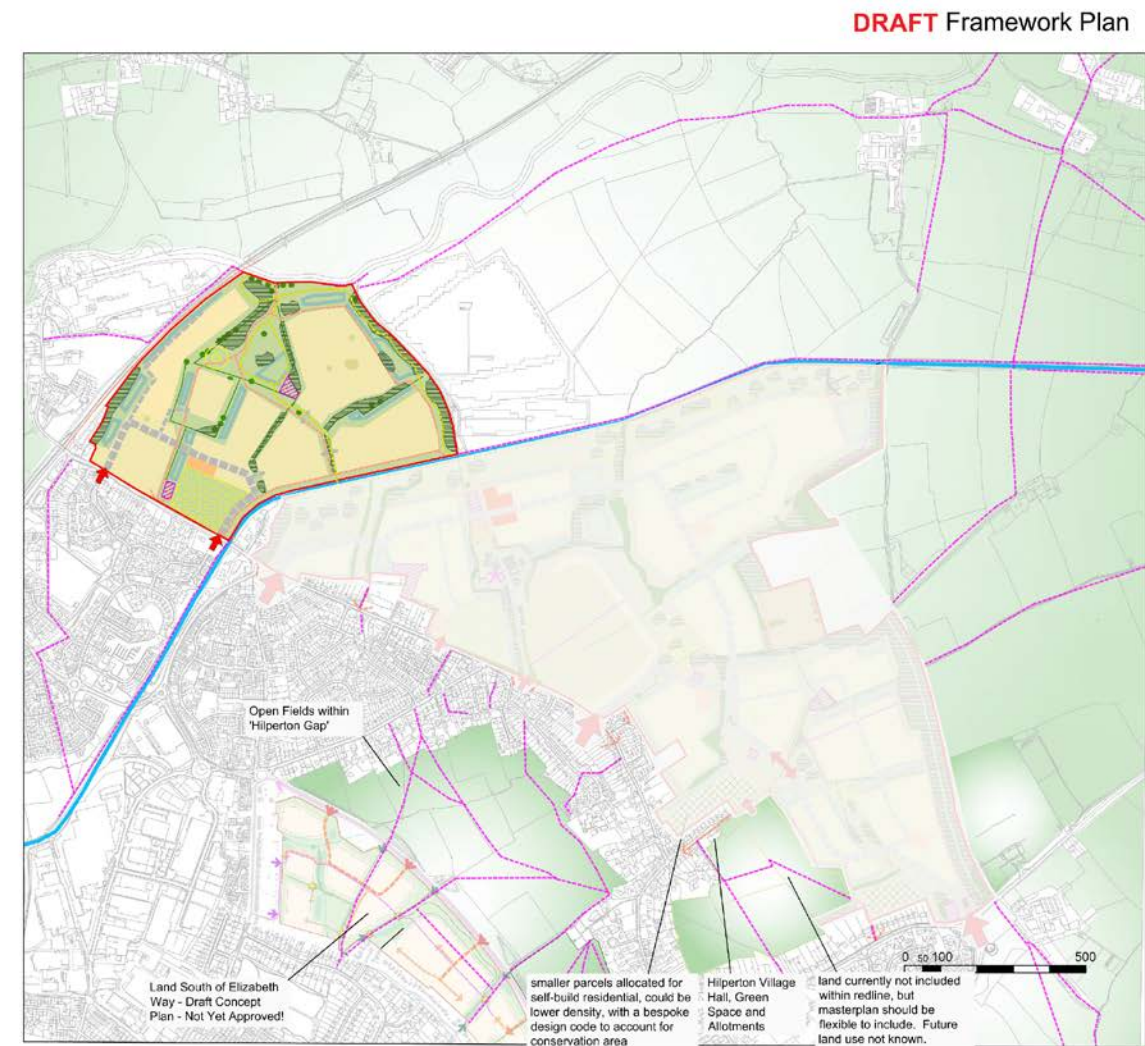 DRAFT Framework Plan
Open Fields within
'Hilperton Gap'
Land South of Elizabeth
Way - Draft Concept
Plan - Not Yet Approved!
smaller parcels allocated for
self-build residential, could be
lower density, with a bespoke
design code to account for
conservation area
Hilperton Village
Hall, Green
Space and
Allotments
land currently not included
within redline, but
masterplan should be
flexible to include. Future
land use not known.
0 50 100 500